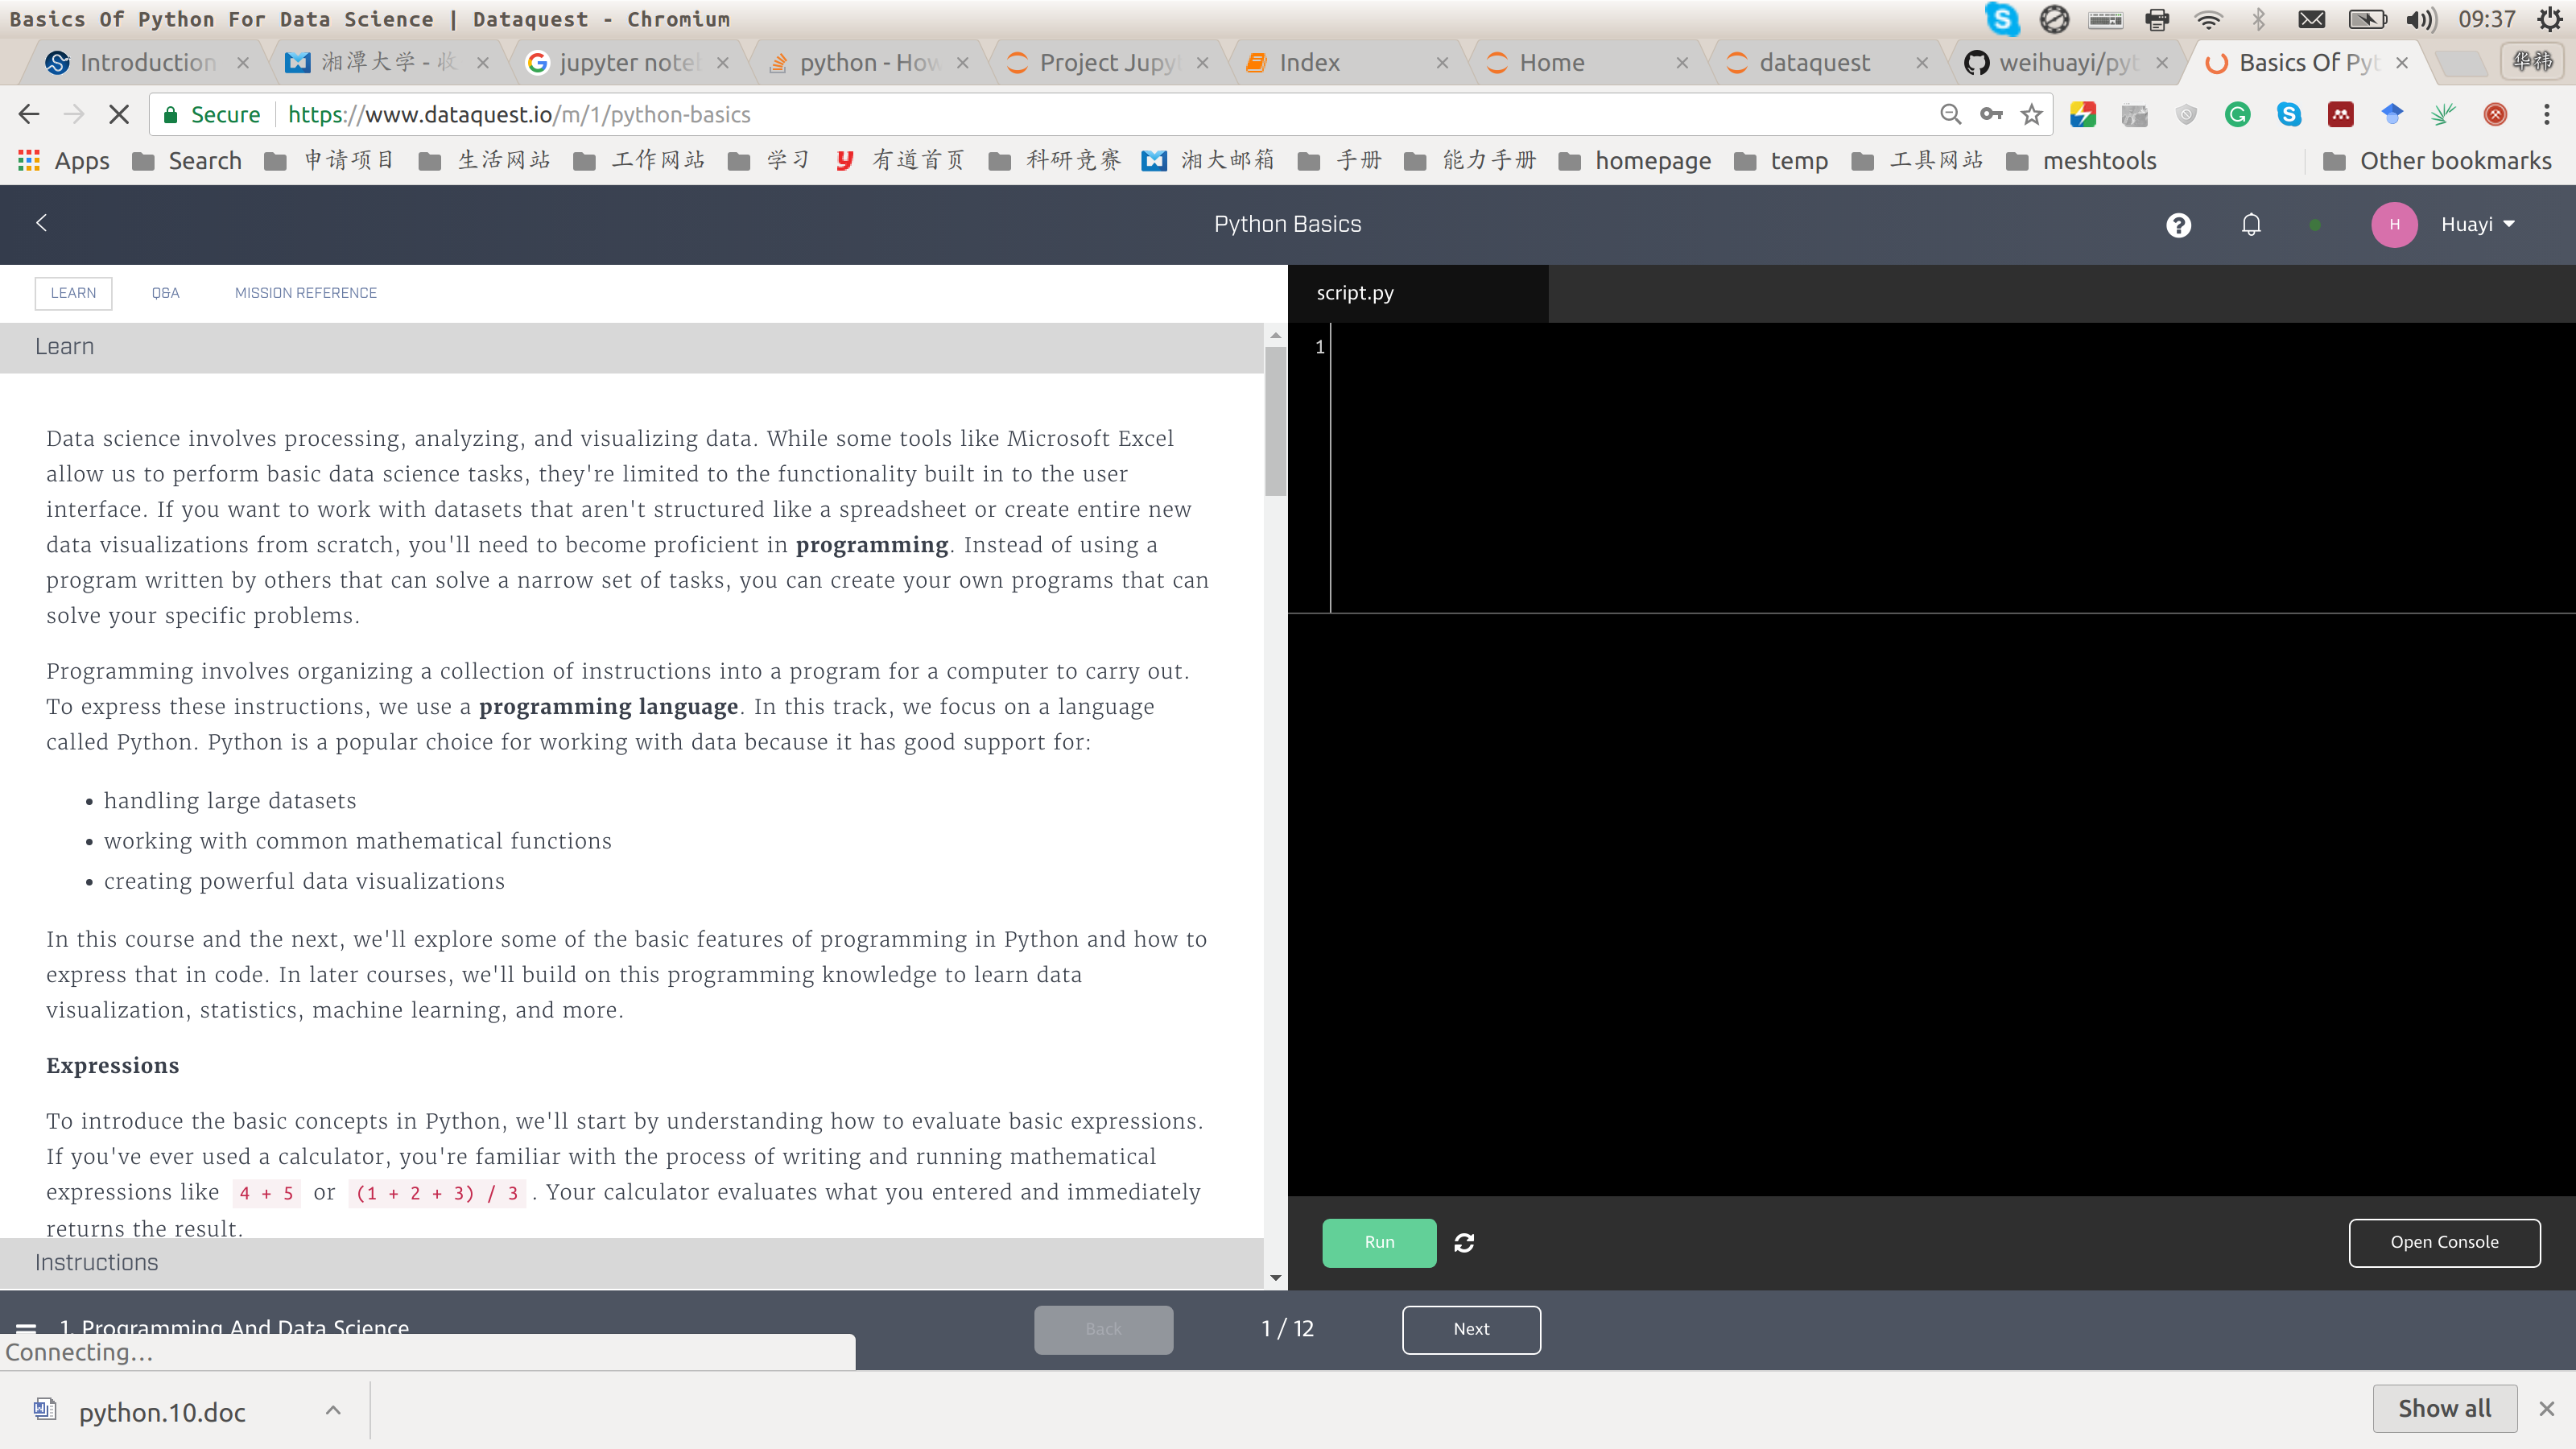 Basics Of Python For Data Science | Dataquest - Chromium
09:37
Introduction
湘潭大学 - 收
jupyter note
python - How
Project Jupy
Index
Home
dataquest
weihuayi/pyt
Basics Of Pyt
华祎
Secure
https://www.dataquest.io/m/1/python-basics
Apps
Search
申请项目
生活网站
工作网站
学习
有道首页
科研竞赛
湘大邮箱
手册
能力手册
homepage
temp
工具网站
meshtools
Other bookmarks
Python Basics
H
Huayi
LEARN
Q&A
MISSION REFERENCE
script.py
Learn
1
Data science involves processing, analyzing, and visualizing data. While some tools like Microsoft Excel
allow us to perform basic data science tasks, they're limited to the functionality built in to the user
interface. If you want to work with datasets that aren't structured like a spreadsheet or create entire new
data visualizations from scratch, you'll need to become proficient in programming. Instead of using a
program written by others that can solve a narrow set of tasks, you can create your own programs that can
solve your specific problems.
Programming involves organizing a collection of instructions into a program for a computer to carry out.
To express these instructions, we use a programming language. In this track, we focus on a language
called Python. Python is a popular choice for working with data because it has good support for:
• handling large datasets
• working with common mathematical functions
• creating powerful data visualizations
In this course and the next, we'll explore some of the basic features of programming in Python and how to
express that in code. In later courses, we'll build on this programming knowledge to learn data
visualization, statistics, machine learning, and more.
Expressions
To introduce the basic concepts in Python, we'll start by understanding how to evaluate basic expressions.
If you've ever used a calculator, you're familiar with the process of writing and running mathematical
expressions like 4 + 5 or (1 + 2 + 3) / 3 . Your calculator evaluates what you entered and immediately
returns the result.
Instructions
Run
Open Console
1. Programming And Data Science
Back
1 / 12
Next
Connecting...
python.10.doc
Show all